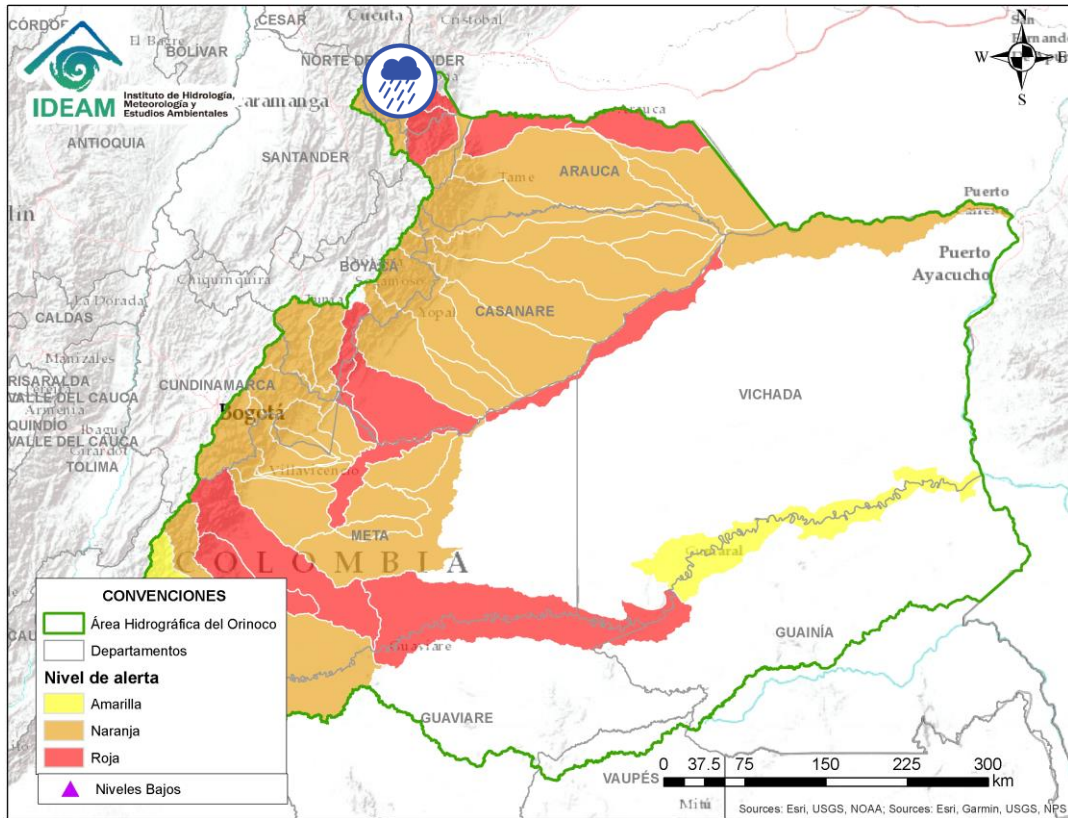 CÓRDOBA
El Bagre
BOLÍVAR
CESAR
Cucuta
Cristobal
San
Fernando
N
W
E
S
IDEAM
Instituto de Hidrología,
Meteorología y
Estudios Ambientales
NORTE DE
ANTIOQUIA
SANTANDER
Arauca
ARAUCA
Tame
Puerto
Puerto
Ayacucho
BOYACÁ
Chiquinquira
La Dorada
CALDAS
Yopal
CASANARE
Manizales
RISARALDA
VALLE DEL CAUCA
Armenia
QUINDÍO
Ibague
VALLE DEL CAUCA
Girardot
TOLIMA
CUNDINAMARCA
Bogotá
VICHADA
Villavicencio
META
COLOMBIA
GUAINÍA
GUAVIARE
VAUPÉS
Mitú
CONVENCIONES
Área Hidrográfica del Orinoco
Departamentos
Nivel de alerta
Amarilla
Naranja
Roja
Niveles Bajos
0 37.5 75 150 225 300
km
Sources: Esri, USGS, NOAA; Sources: Esri, Garmin, USGS, NPS